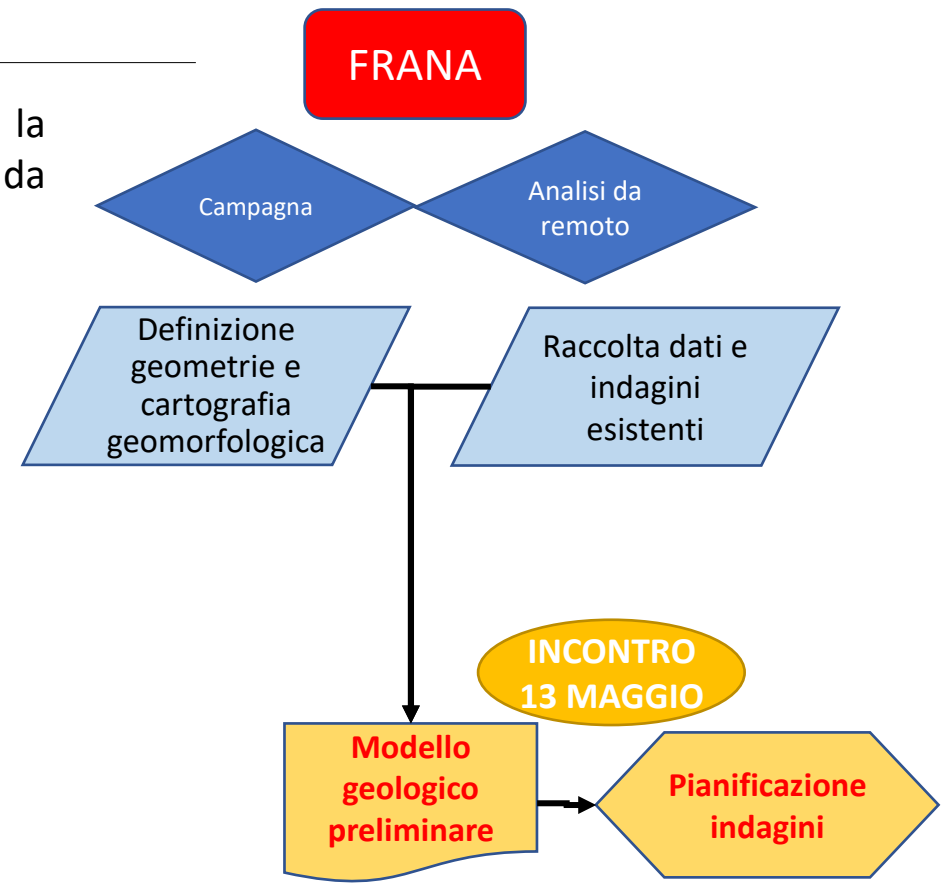 FRANA
la
da
Campagna
Analisi da
remoto
Definizione
geometrie e
cartografia
geomorfologica
Raccolta dati e
indagini
esistenti
INCONTRO
13 MAGGIO
Modello
geologico
preliminare
Pianificazione
indagini